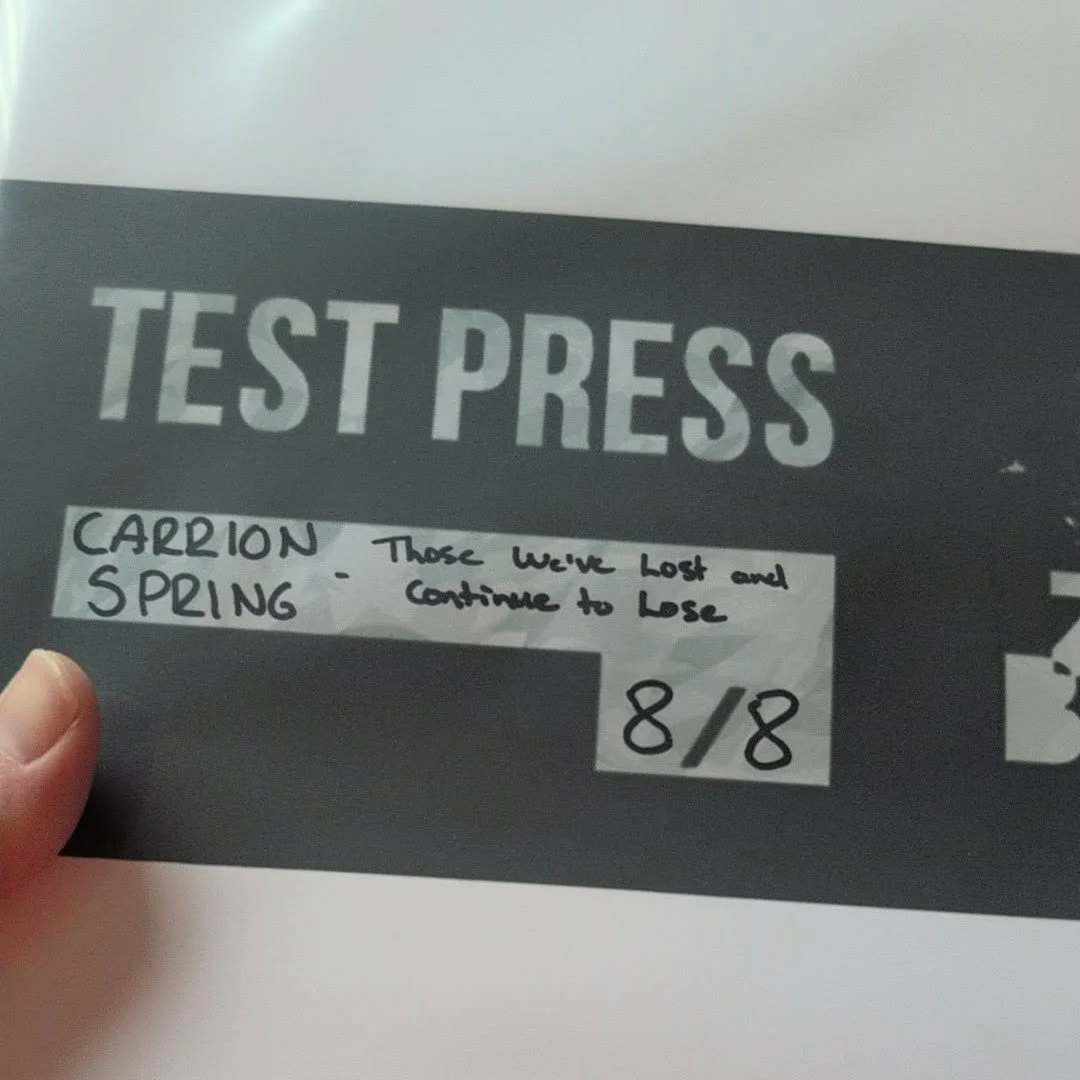 TEST PRESS
CARRION
SPRING - Those We've Lost and
Continue to Lose
8/8